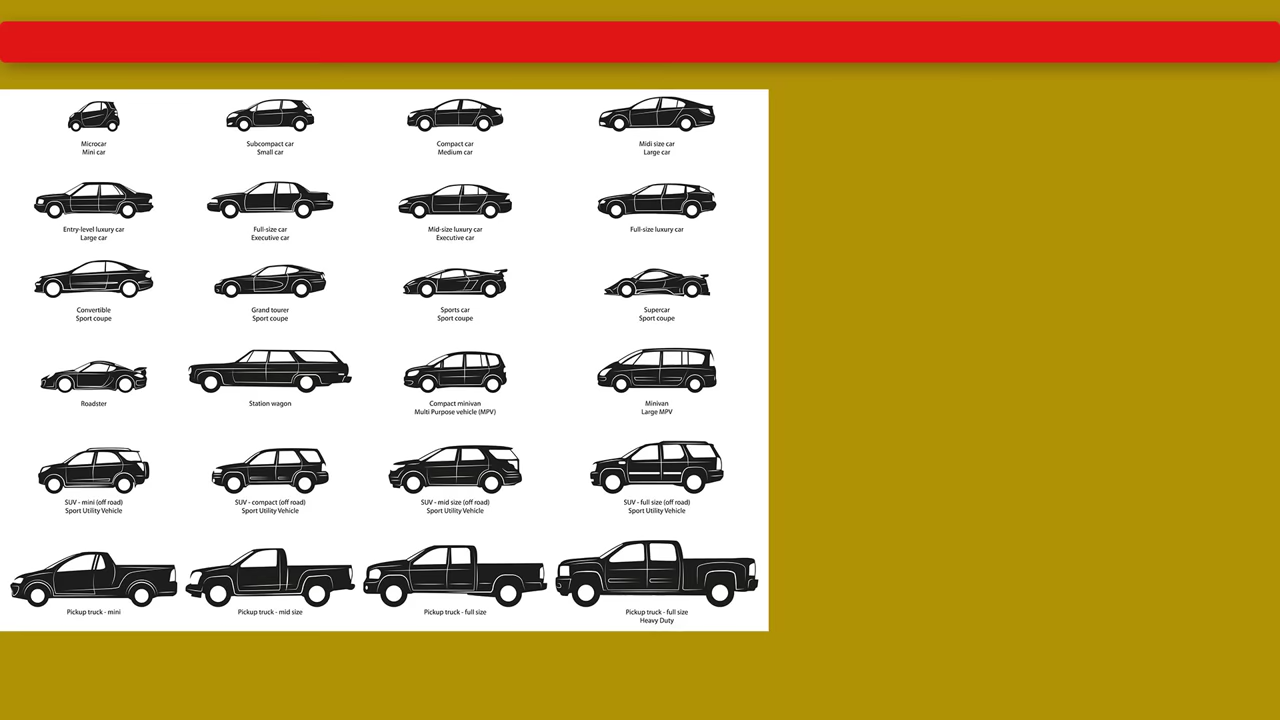 Microcar
Mini car
Subcompact car
Small car
Compact car
Medium car
Midi size car
Large car
Entry-level luxury car
Large car
Full-size car
Executive car
Mid-size luxury car
Executive car
Full-size luxury car
Convertible
Sport coupe
Grand tourer
Sport coupe
Sports car
Sport coupe
Supercar
Sport coupe
Roadster
Station wagon
Compact minivan
Multi Purpose vehicle (MPV)
Minivan
Large MPV
SUV - mini (off road)
Sport Utility Vehicle
SUV - compact (off road)
Sport Utility Vehicle
SUV - mid size (off road)
Sport Utility Vehicle
SUV - full size (off road)
Sport Utility Vehicle
Pickup truck - mini
Pickup truck - mid size
Pickup truck - full size
Pickup truck - full size
Heavy Duty